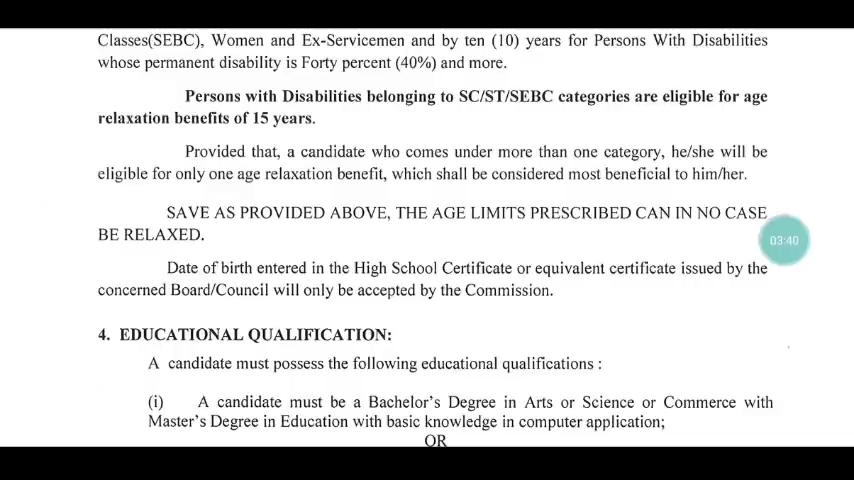 Classes(SEBC), Women and Ex-Servicemen and by ten (10) years for Persons With Disabilities
whose permanent disability is Forty percent (40%) and more.
Persons with Disabilities belonging to SC/ST/SEBC categories are eligible for age
relaxation benefits of 15 years.
Provided that, a candidate who comes under more than one category, he/she will be
eligible for only one age relaxation benefit, which shall be considered most beneficial to him/her.
SAVE AS PROVIDED ABOVE, THE AGE LIMITS PRESCRIBED CAN IN NO CASE
BE RELAXED.
03:40
Date of birth entered in the High School Certificate or equivalent certificate issued by the
concerned Board/Council will only be accepted by the Commission.
4. EDUCATIONAL QUALIFICATION:
A candidate must possess the following educational qualifications :
(i) A candidate must be a Bachelor's Degree in Arts or Science or Commerce with
Master's Degree in Education with basic knowledge in computer application;
OR